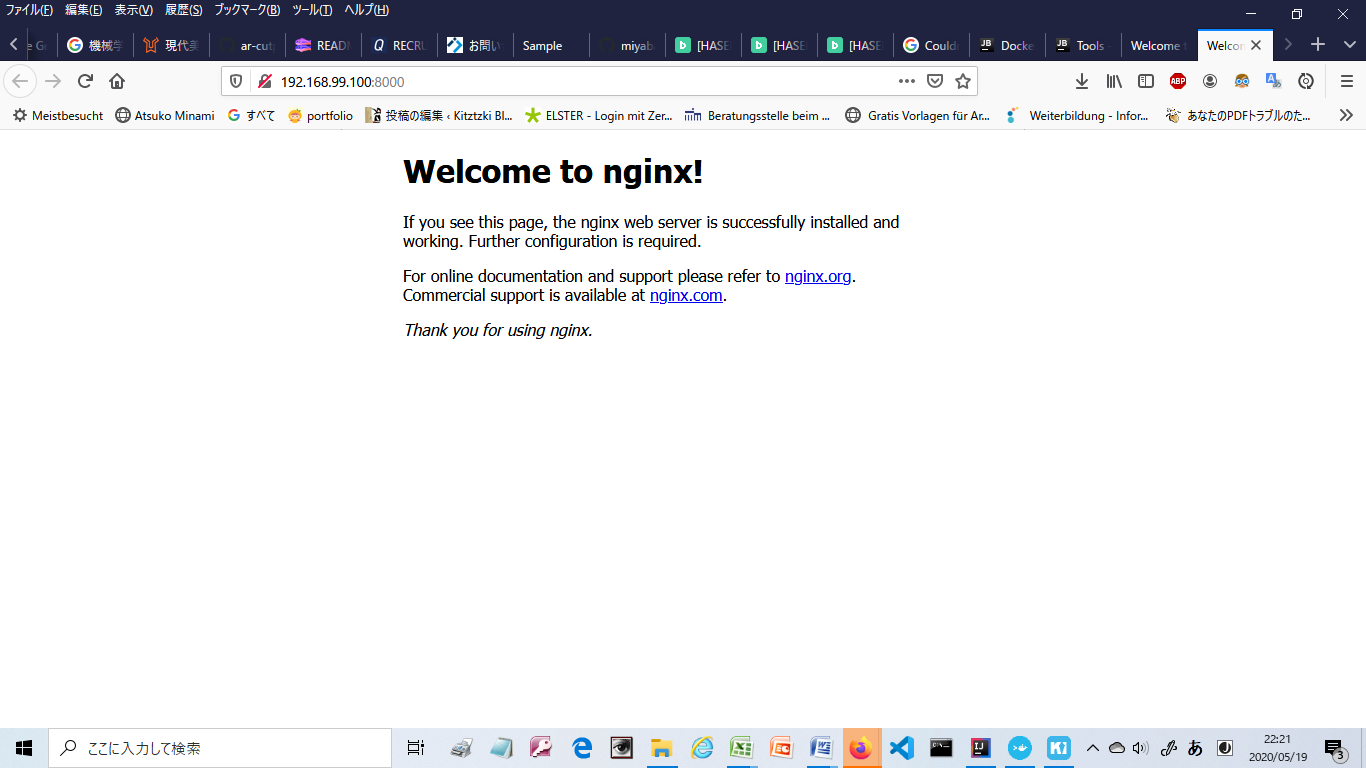 ファイル(F) 編集(E) 表示(V) 履歴(S) ブックマーク(B) ツール(T) ヘルプ(H)
機械学 現代美 ar-cut READ RECRU お問い Sample miyab [HASE [HASE [HASE Could Docke Tools - Welcome Welcom
192.168.99.100:8000
Meistbesucht Atsuko Minami すべて portfolio 投稿の編集 ‹ Kitztzki Bl... ELSTER - Login mit Zer... Beratungsstelle beim ... Gratis Vorlagen für Ar... Weiterbildung - Infor... あなたのPDFトラブルのた...
Welcome to nginx!
If you see this page, the nginx web server is successfully installed and
working. Further configuration is required.
For online documentation and support please refer to nginx.org.
Commercial support is available at nginx.com.
Thank you for using nginx.
ここに入力して検索
あ
22:21
2020/05/19
3